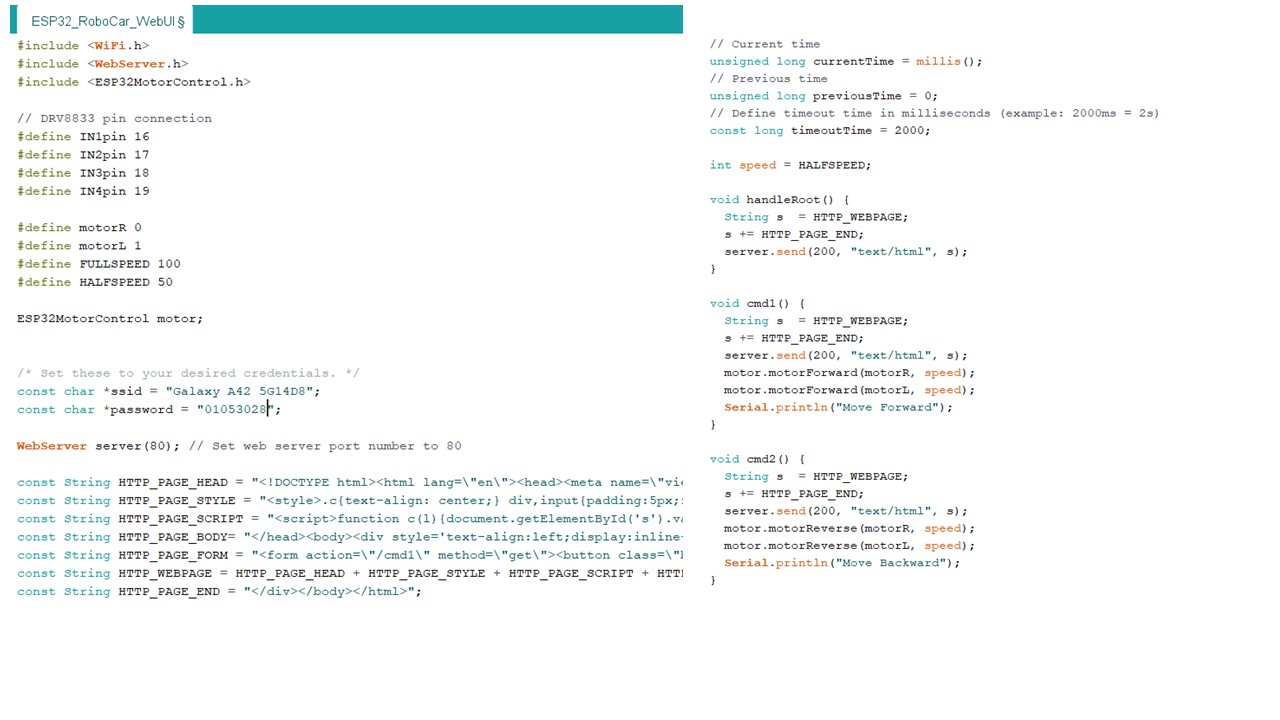 ESP32_RoboCar_WebUI §
#include <WiFi.h>
#include <WebServer.h>
#include <ESP32MotorControl.h>
// DRV8833 pin connection
#define IN1pin 16
#define IN2pin 17
#define IN3pin 18
#define IN4pin 19
#define motorR 0
#define motorL 1
#define FULLSPEED 100
#define HALFSPEED 50
ESP32MotorControl motor;
/* Set these to your desired credentials. */
const char *ssid = "Galaxy A42 5G14D8";
const char *password = "01053028";
WebServer server(80); // Set web server port number to 80
const String HTTP_PAGE_HEAD = "<!DOCTYPE html><html lang=\"en\"><head><meta name=\"vie
const String HTTP_PAGE_STYLE = "<style>.c{text-align: center;} div,input{padding:5px;
const String HTTP_PAGE_SCRIPT = "<script>function c(l){document.getElementById('s').va
const String HTTP_PAGE_BODY= "</head><body><div style='text-align:left;display:inline-
const String HTTP_PAGE_FORM = "<form action=\"/cmd1\" method=\"get\"><button class=\"
const String HTTP_WEBPAGE = HTTP_PAGE_HEAD + HTTP_PAGE_STYLE + HTTP_PAGE_SCRIPT + HTTP
const String HTTP_PAGE_END = "</div></body></html>";
// Current time
unsigned long currentTime = millis();
// Previous time
unsigned long previousTime = 0;
// Define timeout time in milliseconds (example: 2000ms = 2s)
const long timeoutTime = 2000;
int speed = HALFSPEED;
void handleRoot() {
  String s  = HTTP_WEBPAGE;
  s += HTTP_PAGE_END;
  server.send(200, "text/html", s);
}
void cmd1() {
  String s  = HTTP_WEBPAGE;
  s += HTTP_PAGE_END;
  server.send(200, "text/html", s);
  motor.motorForward(motorR, speed);
  motor.motorForward(motorL, speed);
  Serial.println("Move Forward");
}
void cmd2() {
  String s  = HTTP_WEBPAGE;
  s += HTTP_PAGE_END;
  server.send(200, "text/html", s);
  motor.motorReverse(motorR, speed);
  motor.motorReverse(motorL, speed);
  Serial.println("Move Backward");
}